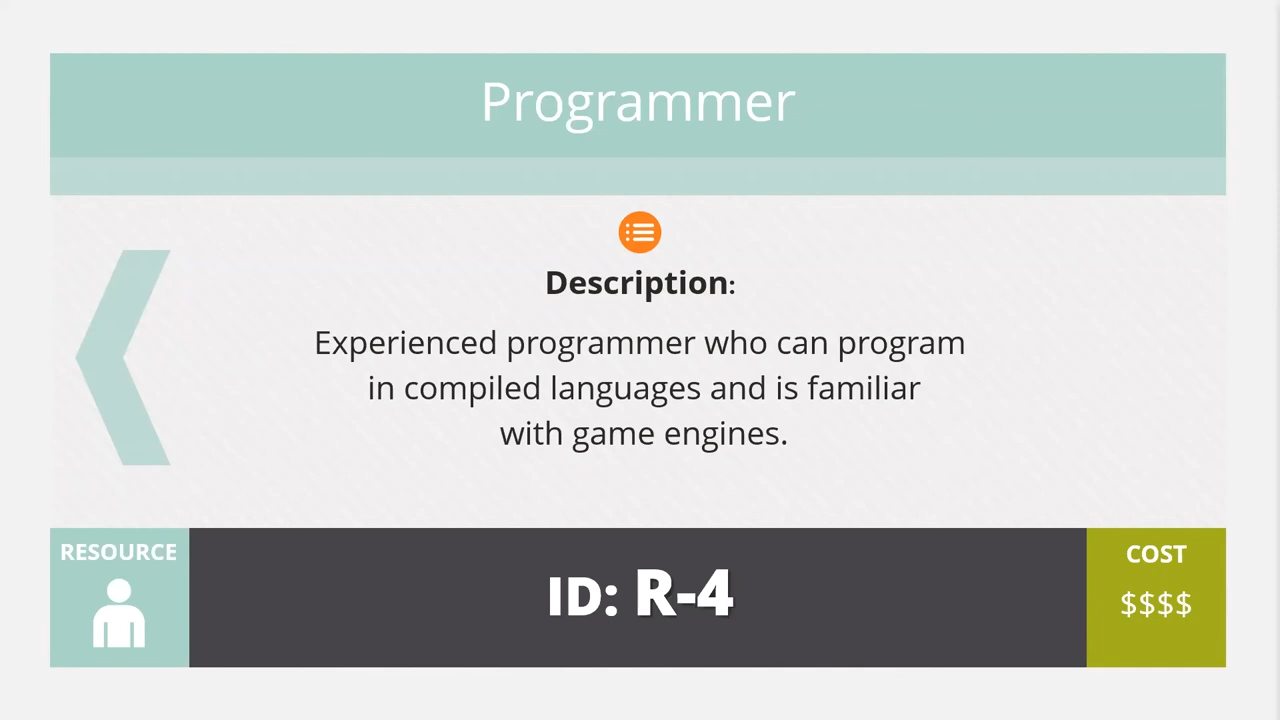 Programmer
Description:
Experienced programmer who can program
in compiled languages and is familiar
with game engines.
RESOURCE
ID: R-4
COST
$$$$